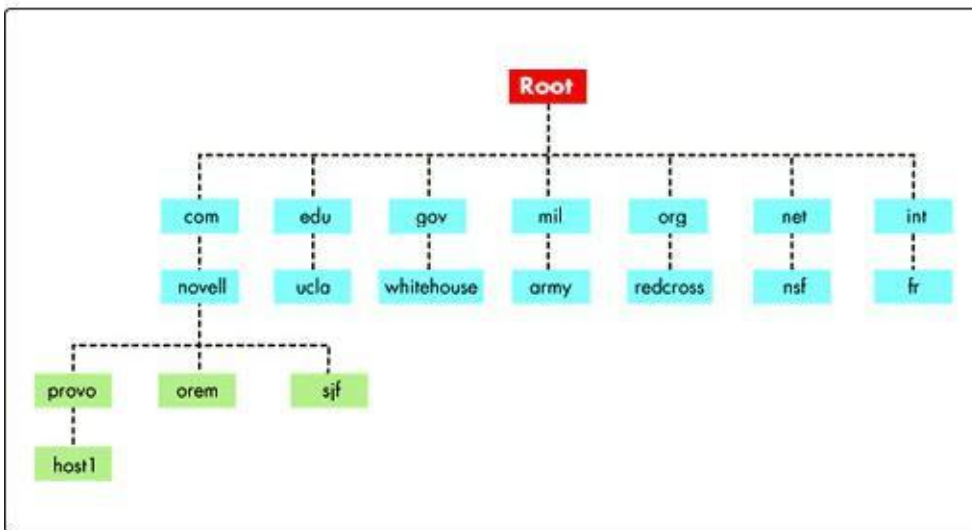 Root
com edu gov mil org net int
novell ucla whitehouse army redcross nsf fr
provo orem sjf
host1